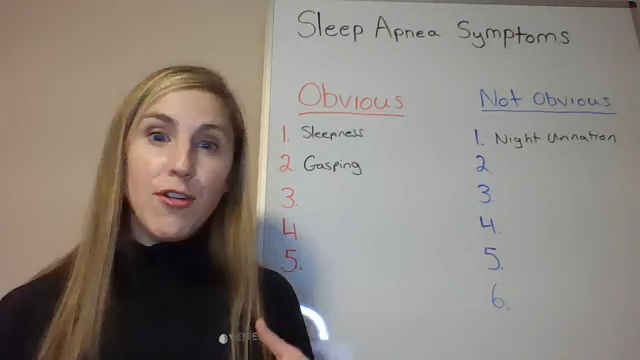 Sleep Apnea Symptoms
Obvious
1. Sleepness
2. Gasping
3.
4.
5.
Not Obvious
1. Night Urination
2
3.
4.
5.
6.